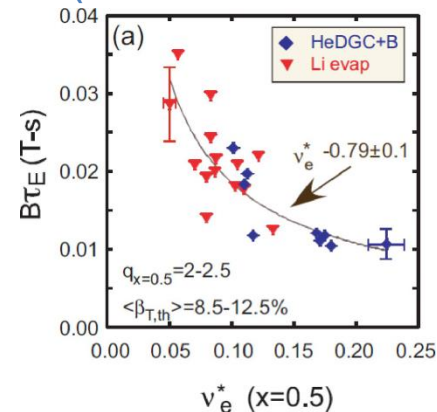 (
(a)
HeDGC+B
Li evap
ν*e -0.79±0.1
BτE (T-s)
0.04
0.03
0.02
0.01
0.00
qx=0.5=2-2.5
<βT,th>=8.5-12.5%
0.00 0.05 0.10 0.15 0.20 0.25
ν*e (x=0.5)